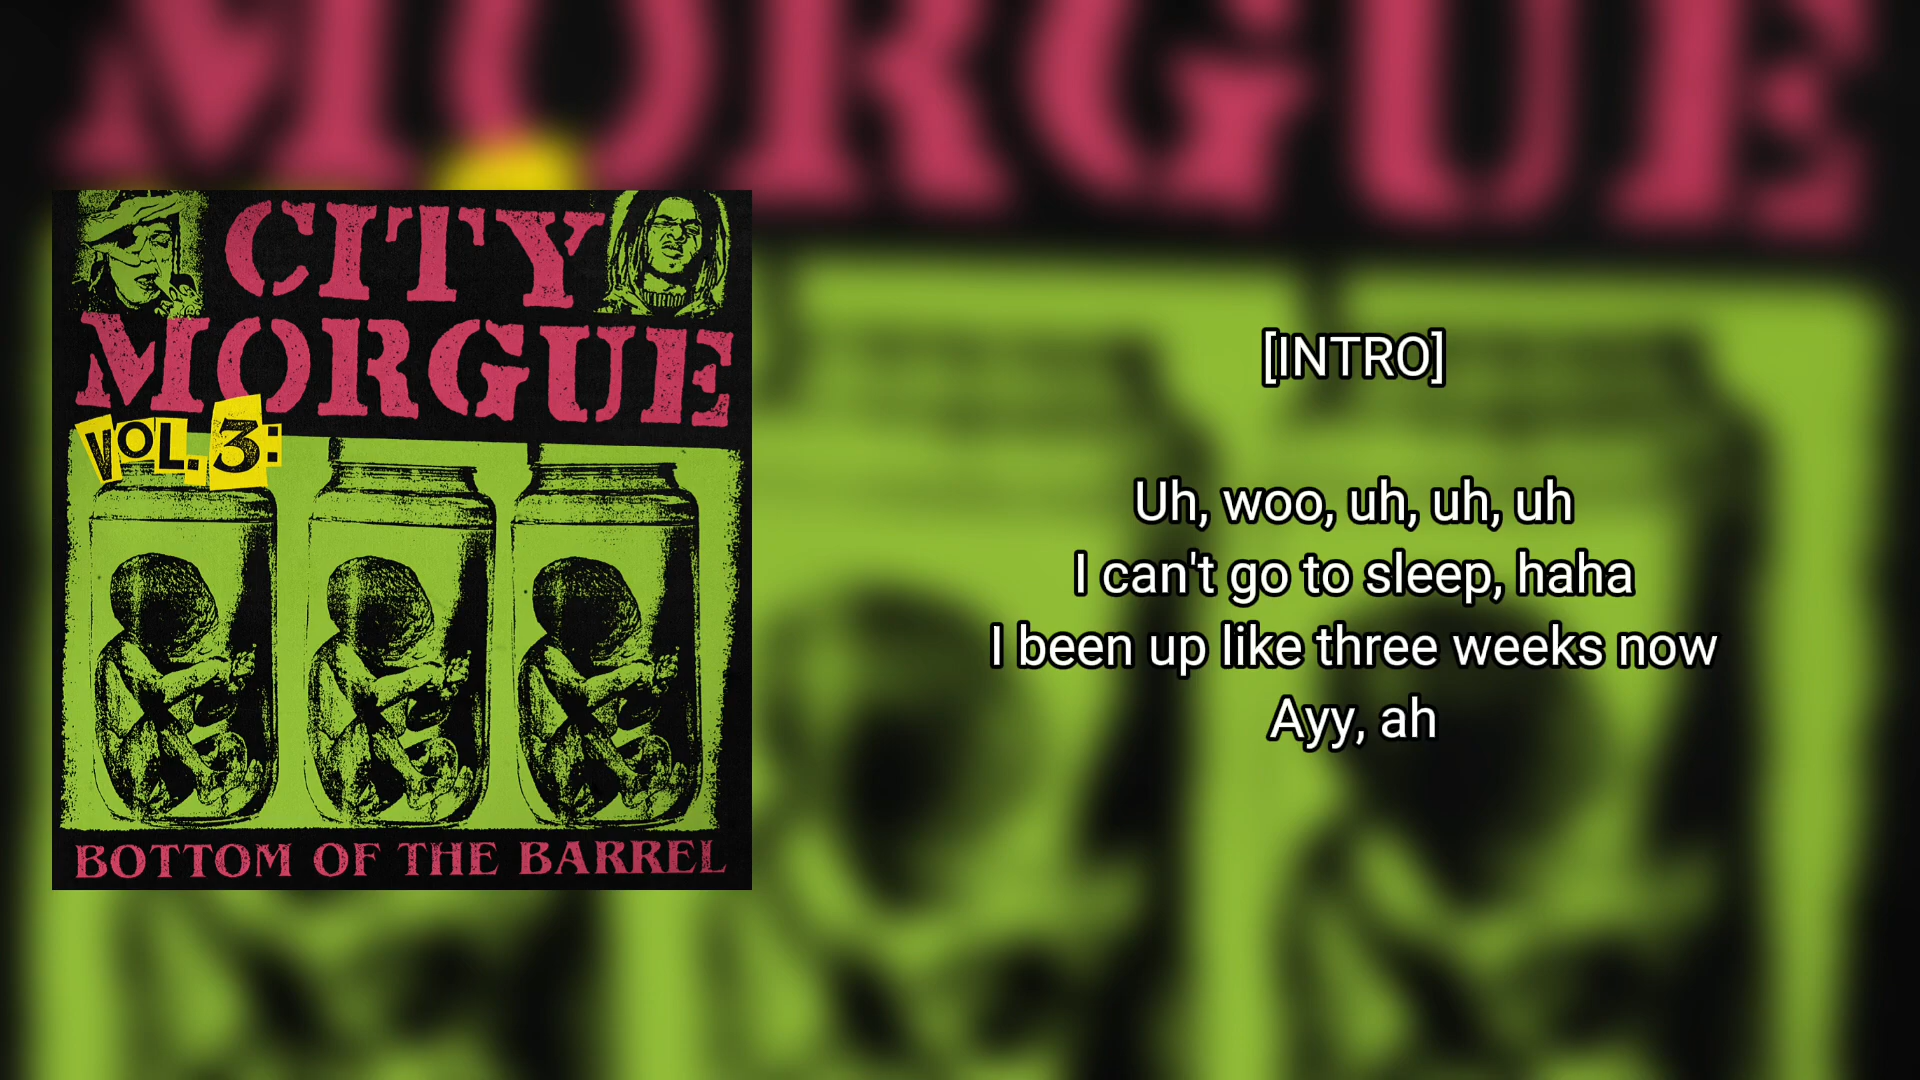 CITY
MORGUE
VOL. 3:
BOTTOM OF THE BARREL
[INTRO]
Uh, woo, uh, uh, uh
I can't go to sleep, haha
I been up like three weeks now
Ayy, ah
MORGUE